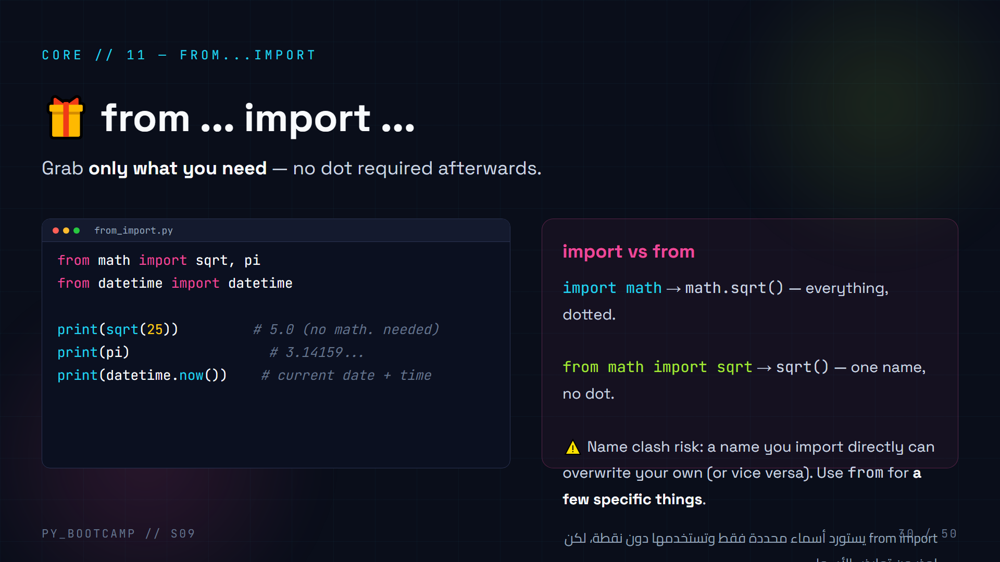 CORE // 11 — FROM...IMPORT
from ... import ...
Grab only what you need — no dot required afterwards.
from_import.py
from math import sqrt, pi
from datetime import datetime
print(sqrt(25)) # 5.0 (no math. needed)
print(pi) # 3.14159...
print(datetime.now()) # current date + time
import vs from
import math → math.sqrt() — everything,
dotted.
from math import sqrt → sqrt() — one name,
no dot.
⚠️ Name clash risk: a name you import directly can
overwrite your own (or vice versa). Use from for a
few specific things.
from import يستورد أسماء محددة فقط وتستخدمها دون نقطة، لكن
PY_BOOTCAMP // S09
30 / 50